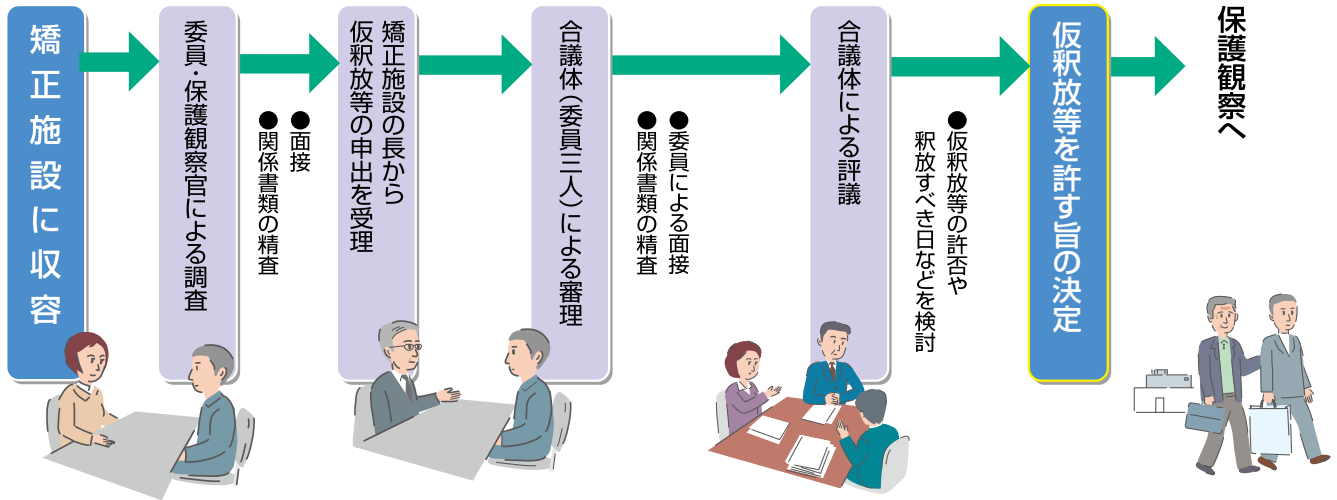 矯正施設に収容
委員・保護観察官による調査
●面接
●関係書類の精査
矯正施設の長から
仮釈放等の申出を受理
合議体（委員三人）による審理
●委員による面接
●関係書類の精査
合議体による評議
●仮釈放等の許否や
釈放すべき日などを検討
仮釈放等を許す旨の決定
保護観察へ